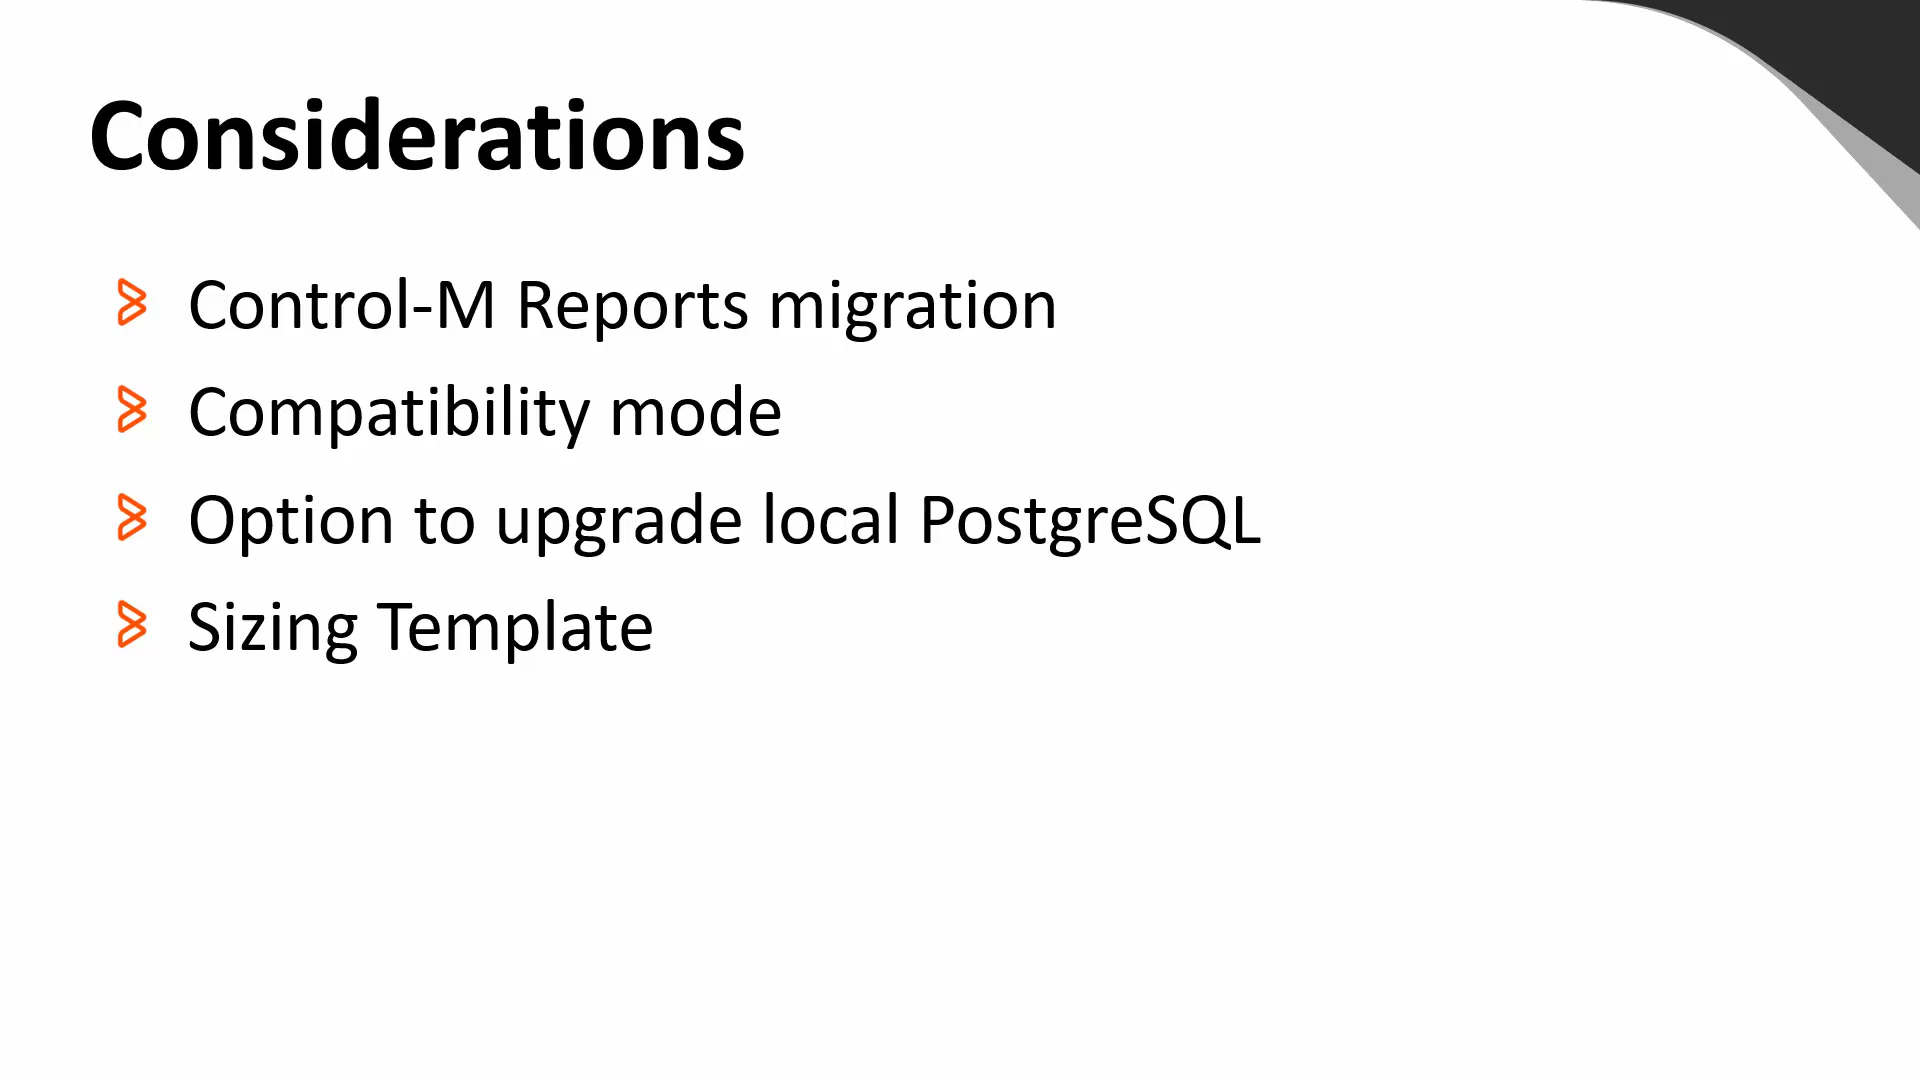 Considerations
Control-M Reports migration
Compatibility mode
Option to upgrade local PostgreSQL
Sizing Template